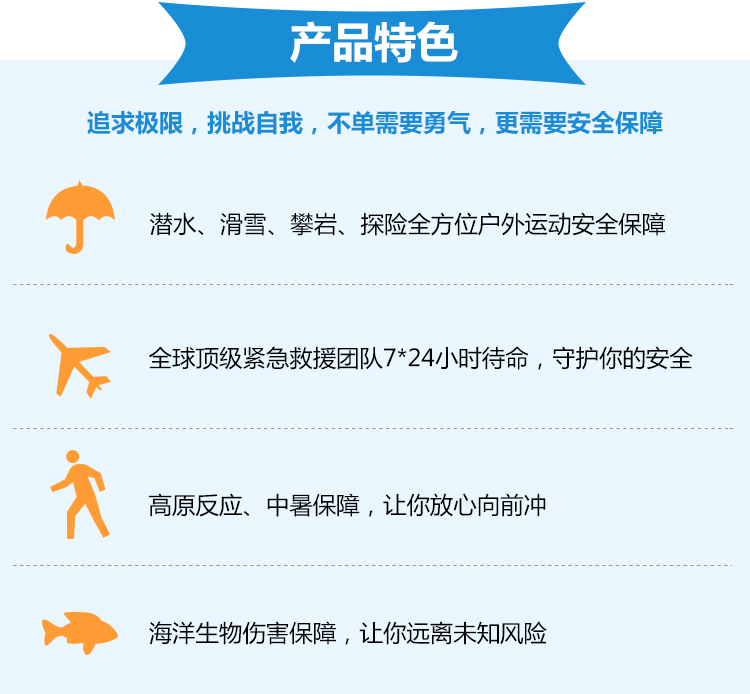 产品特色
追求极限，挑战自我，不单需要勇气，更需要安全保障
潜水、滑雪、攀岩、探险全方位户外运动安全保障
全球顶级紧急救援团队7*24小时待命，守护你的安全
高原反应、中暑保障，让你放心向前冲
海洋生物伤害保障，让你远离未知风险